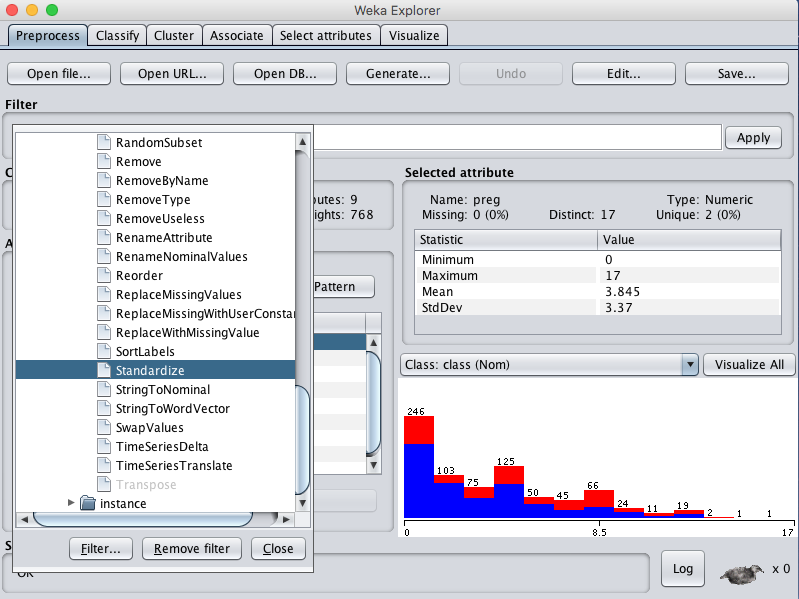 Weka Explorer
Preprocess Classify Cluster Associate Select attributes Visualize
Open file... Open URL... Open DB... Generate... Undo Edit... Save...
Filter
Apply
RandomSubset
Remove
RemoveByName
RemoveType
RemoveUseless
RenameAttribute
RenameNominalValues
Reorder
ReplaceMissingValues
ReplaceMissingWithUserConsta
ReplaceWithMissingValue
SortLabels
Standardize
StringToNominal
StringToWordVector
SwapValues
TimeSeriesDelta
TimeSeriesTranslate
Transpose
instance
Filter... Remove filter Close
butes: 9
ights: 768
Pattern
Selected attribute
Name: preg Type: Numeric
Missing: 0 (0%) Distinct: 17 Unique: 2 (0%)
Statistic Value
Minimum 0
Maximum 17
Mean 3.845
StdDev 3.37
Class: class (Nom) Visualize All
246
103
75
125
50
45
66
24
11
19
2
1
1
0 8.5 17
OK
Log
x 0